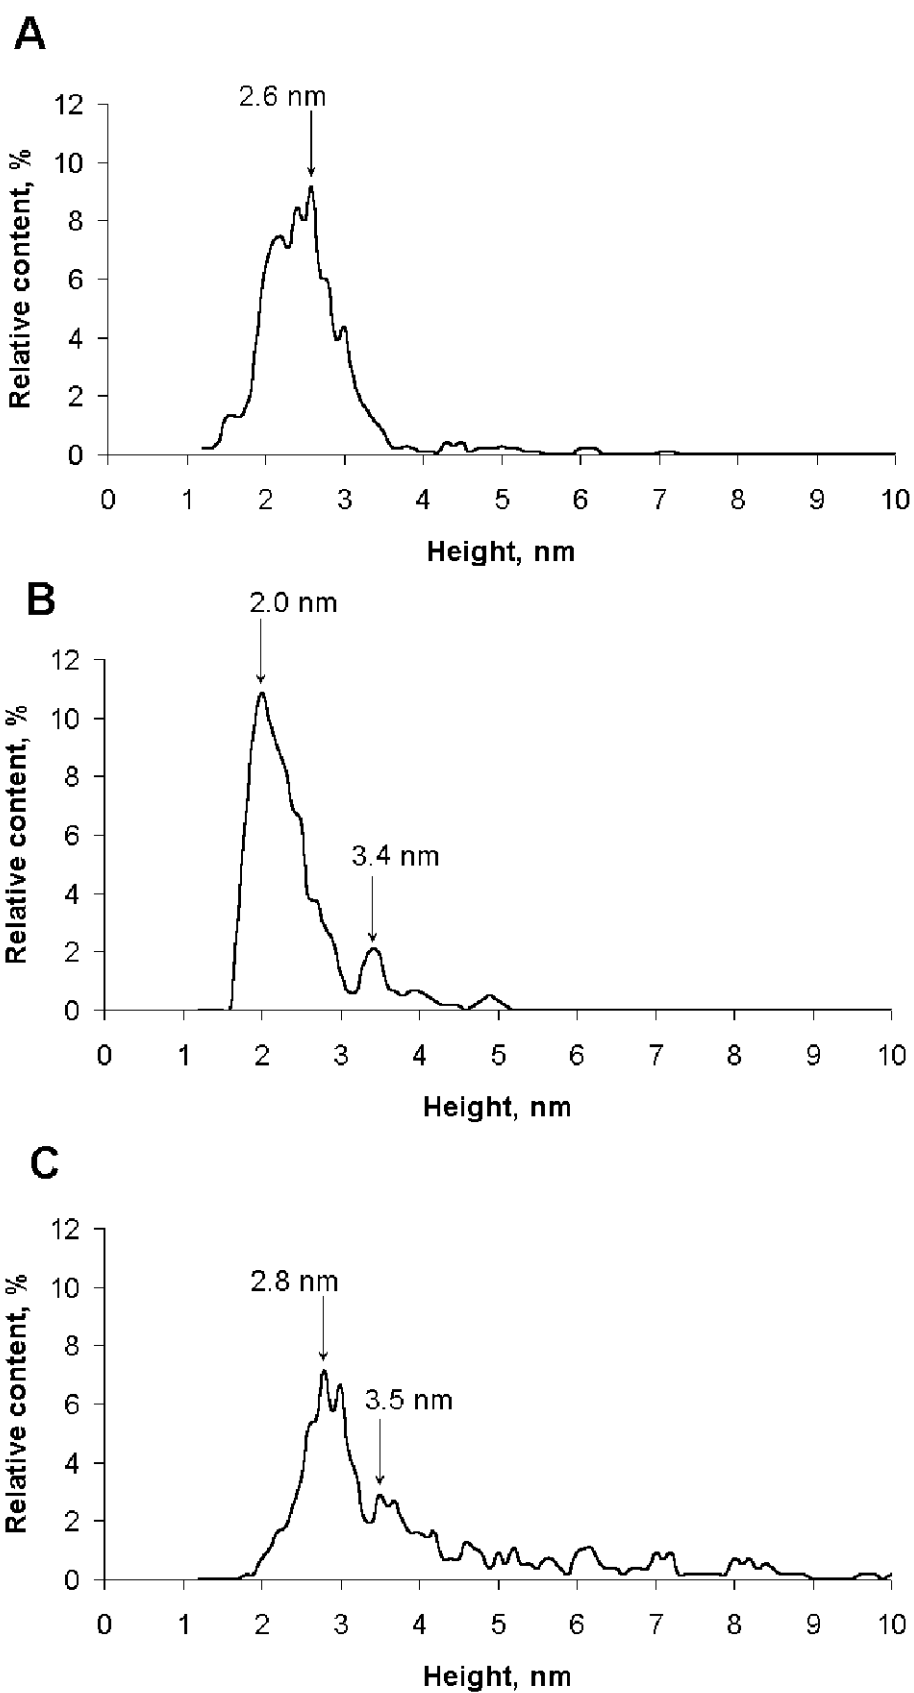 A
2.6 nm
12
10
8
6
4
2
0
Relative content, %
0 1 2 3 4 5 6 7 8 9 10
Height, nm
B
2.0 nm
12
10
8
6
4
2
0
3.4 nm
Relative content, %
0 1 2 3 4 5 6 7 8 9 10
Height, nm
C
12
10
8
6
4
2
0
2.8 nm
3.5 nm
Relative content, %
0 1 2 3 4 5 6 7 8 9 10
Height, nm